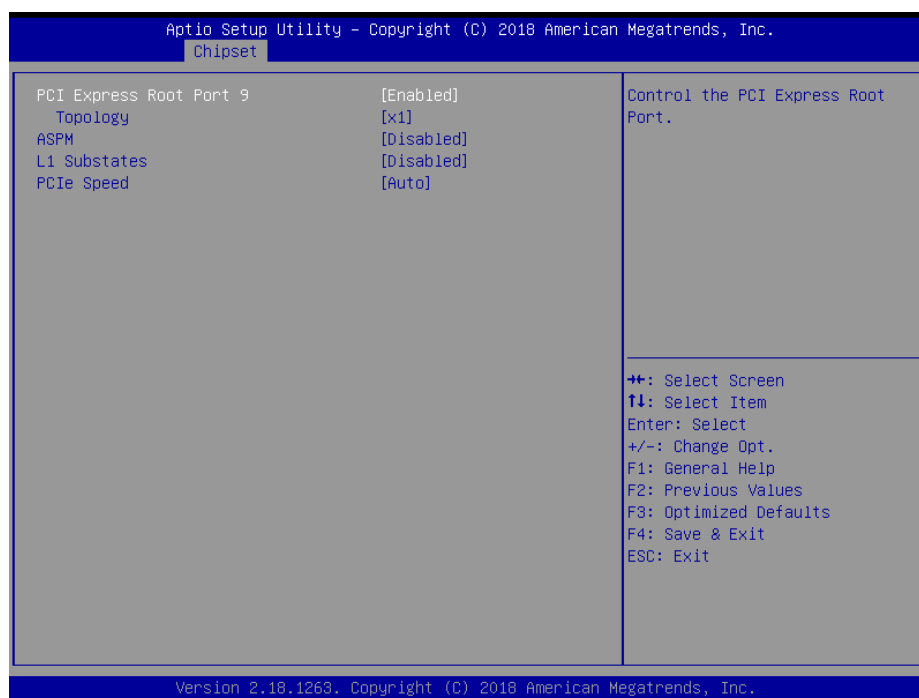 Aptio Setup Utility – Copyright (C) 2018 American Megatrends, Inc.
Chipset
PCI Express Root Port 9 [Enabled]
Topology [x1]
ASPM [Disabled]
L1 Substates [Disabled]
PCIe Speed [Auto]
Control the PCI Express Root
Port.
→←: Select Screen
↑↓: Select Item
Enter: Select
+/-: Change Opt.
F1: General Help
F2: Previous Values
F3: Optimized Defaults
F4: Save & Exit
ESC: Exit
Version 2.18.1263. Copyright (C) 2018 American Megatrends, Inc.